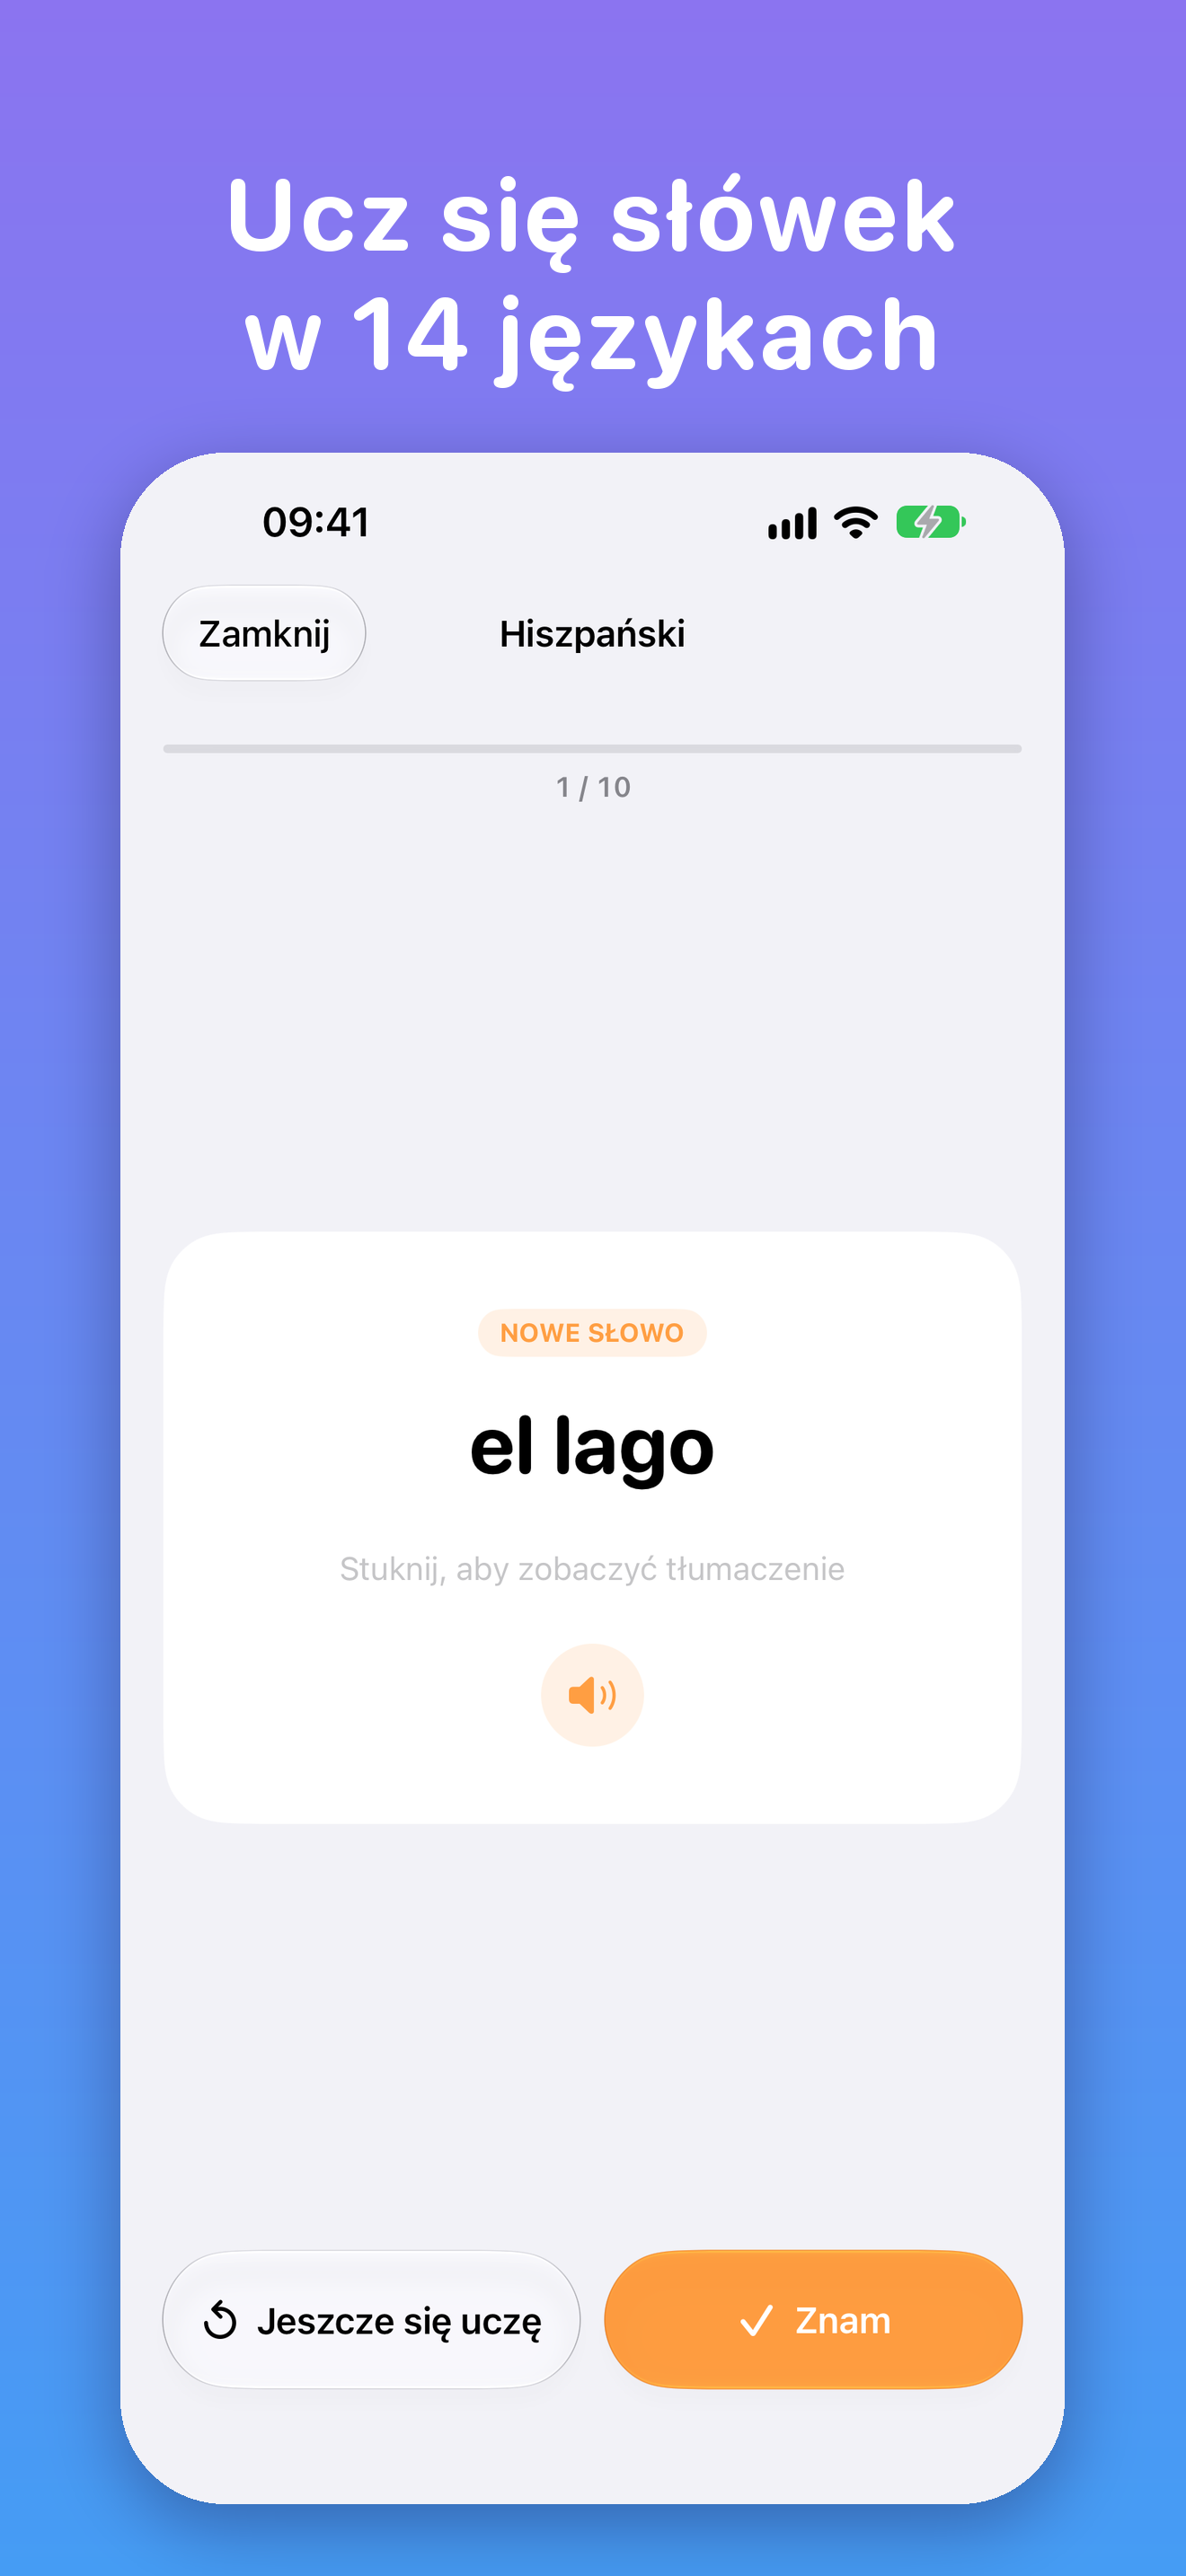 Ucz się słówek
w 14 językach
09:41
Zamknij
Hiszpański
1 / 10
NOWE SŁOWO
el lago
Stuknij, aby zobaczyć tłumaczenie
Jeszcze się uczę
Znam